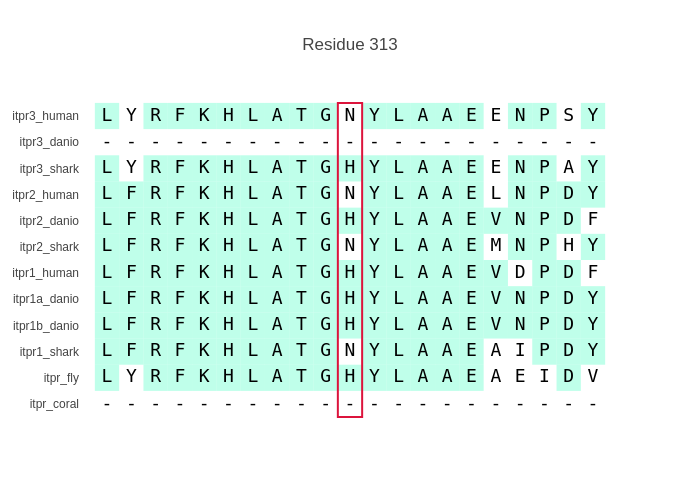 Residue 313
itpr3_human L Y R F K H L A T G N Y L A A E E N P S Y
itpr3_danio - - - - - - - - - - - - - - - - - - - - -
itpr3_shark L Y R F K H L A T G H Y L A A E E N P A Y
itpr2_human L F R F K H L A T G N Y L A A E L N P D Y
itpr2_danio L F R F K H L A T G H Y L A A E V N P D F
itpr2_shark L F R F K H L A T G N Y L A A E M N P H Y
itpr1_human L F R F K H L A T G H Y L A A E V D P D F
itpr1a_danio L F R F K H L A T G H Y L A A E V N P D Y
itpr1b_danio L F R F K H L A T G H Y L A A E V N P D Y
itpr1_shark L F R F K H L A T G N Y L A A E A I P D Y
itpr_fly L Y R F K H L A T G H Y L A A E A E I D V
itpr_coral - - - - - - - - - - - - - - - - - - - - -